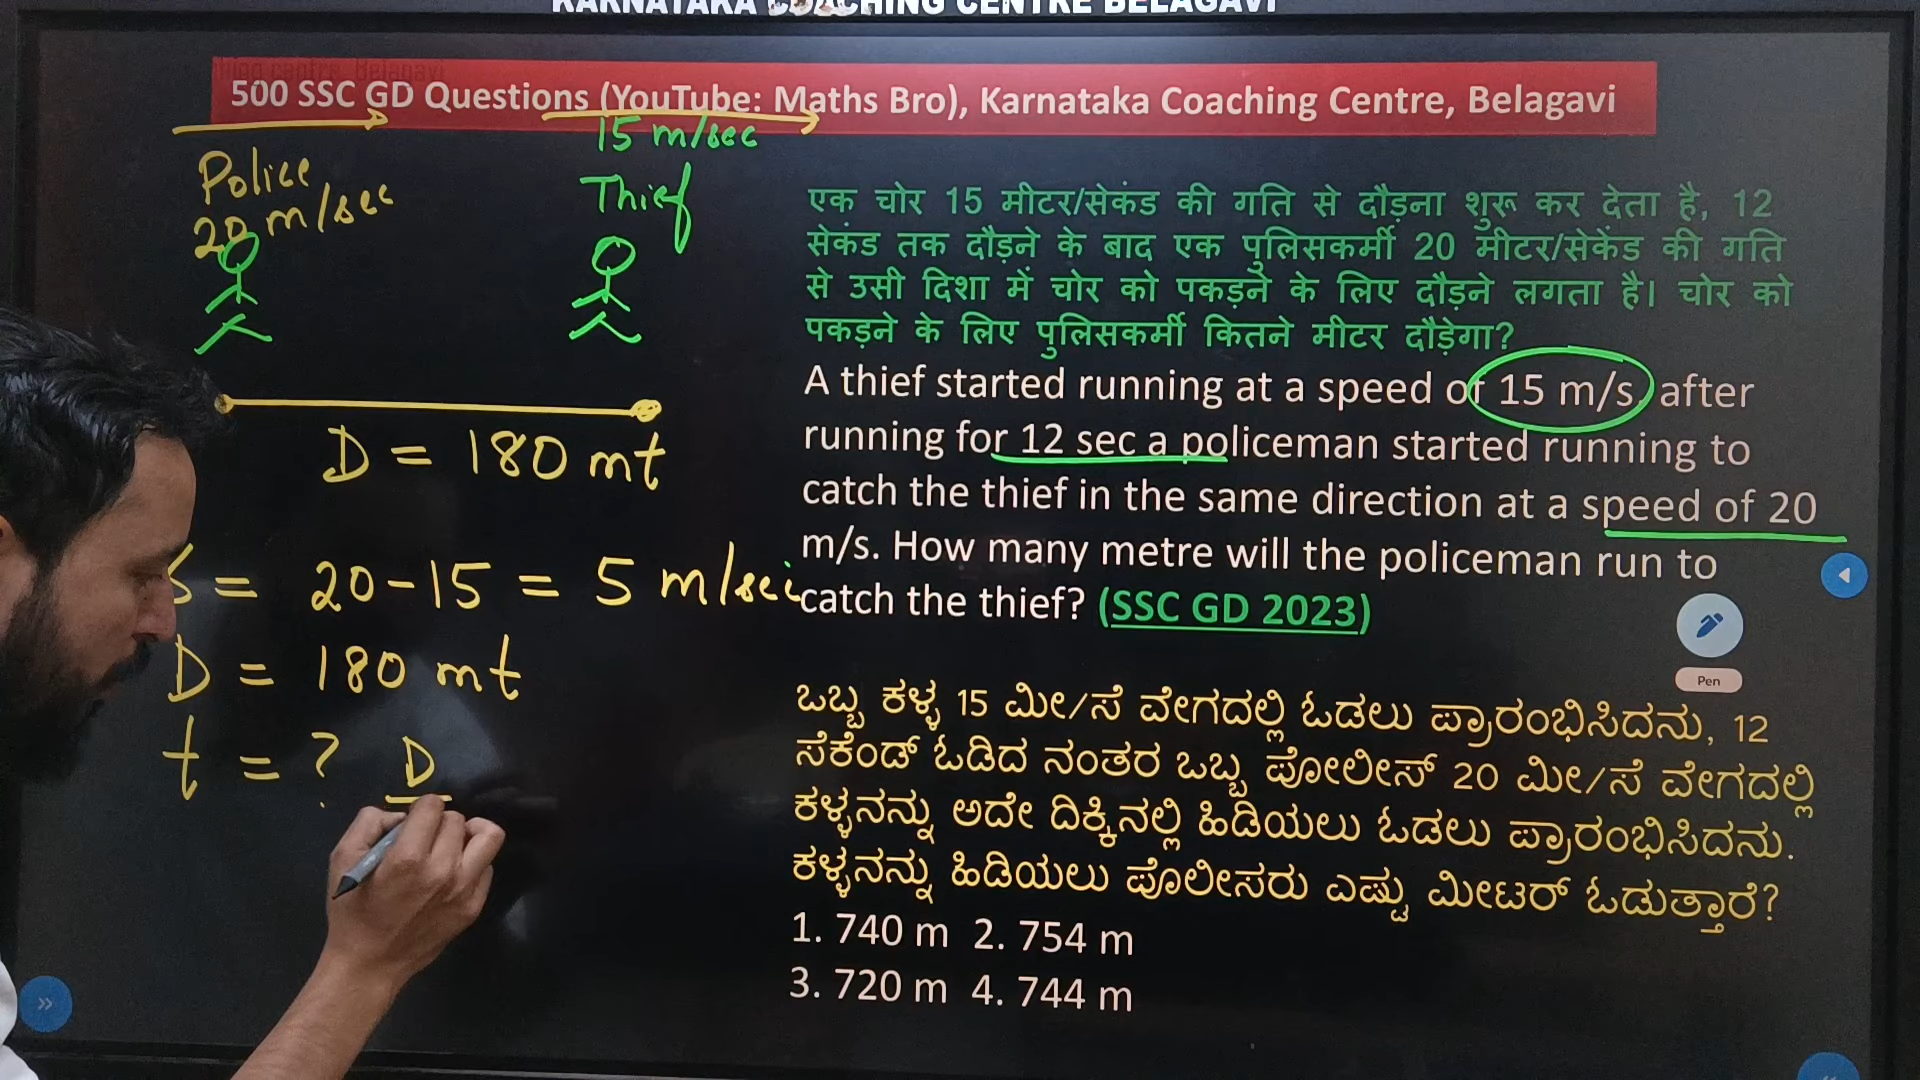 KARNATAKA COACHING CENTRE BELAGAVI
500 SSC GD Questions (YouTube: Maths Bro), Karnataka Coaching Centre, Belagavi
Police
20 m/sec
15 m/sec
Thief
D = 180 mt
S = 20 - 15 = 5 m/sec
D = 180 mt
t = ? D
एक चोर 15 मीटर/सेकंड की गति से दौड़ना शुरू कर देता है, 12
सेकंड तक दौड़ने के बाद एक पुलिसकर्मी 20 मीटर/सेकेंड की गति
से उसी दिशा में चोर को पकड़ने के लिए दौड़ने लगता है। चोर को
पकड़ने के लिए पुलिसकर्मी कितने मीटर दौड़ेगा?
A thief started running at a speed of 15 m/s, after
running for 12 sec a policeman started running to
catch the thief in the same direction at a speed of 20
m/s. How many metre will the policeman run to
catch the thief? (SSC GD 2023)
ಒಬ್ಬ ಕಳ್ಳ 15 ಮೀ/ಸೆ ವೇಗದಲ್ಲಿ ಓಡಲು ಪ್ರಾರಂಭಿಸಿದನು, 12
ಸೆಕೆಂಡ್ ಓಡಿದ ನಂತರ ಒಬ್ಬ ಪೋಲೀಸ್ 20 ಮೀ/ಸೆ ವೇಗದಲ್ಲಿ
ಕಳ್ಳನನ್ನು ಅದೇ ದಿಕ್ಕಿನಲ್ಲಿ ಹಿಡಿಯಲು ಓಡಲು ಪ್ರಾರಂಭಿಸಿದನು.
ಕಳ್ಳನನ್ನು ಹಿಡಿಯಲು ಪೊಲೀಸರು ಎಷ್ಟು ಮೀಟರ್ ಓಡುತ್ತಾರೆ?
1. 740 m 2. 754 m
3. 720 m 4. 744 m
Pen